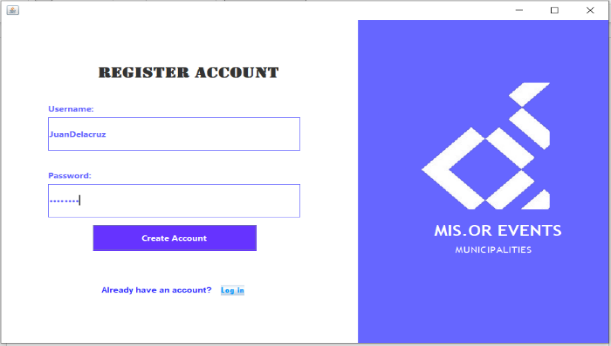 REGISTER ACCOUNT
Username:
JuanDelacruz
Password:
--------
Create Account
Already have an account? Log in
MIS.OR EVENTS
MUNICIPALITIES